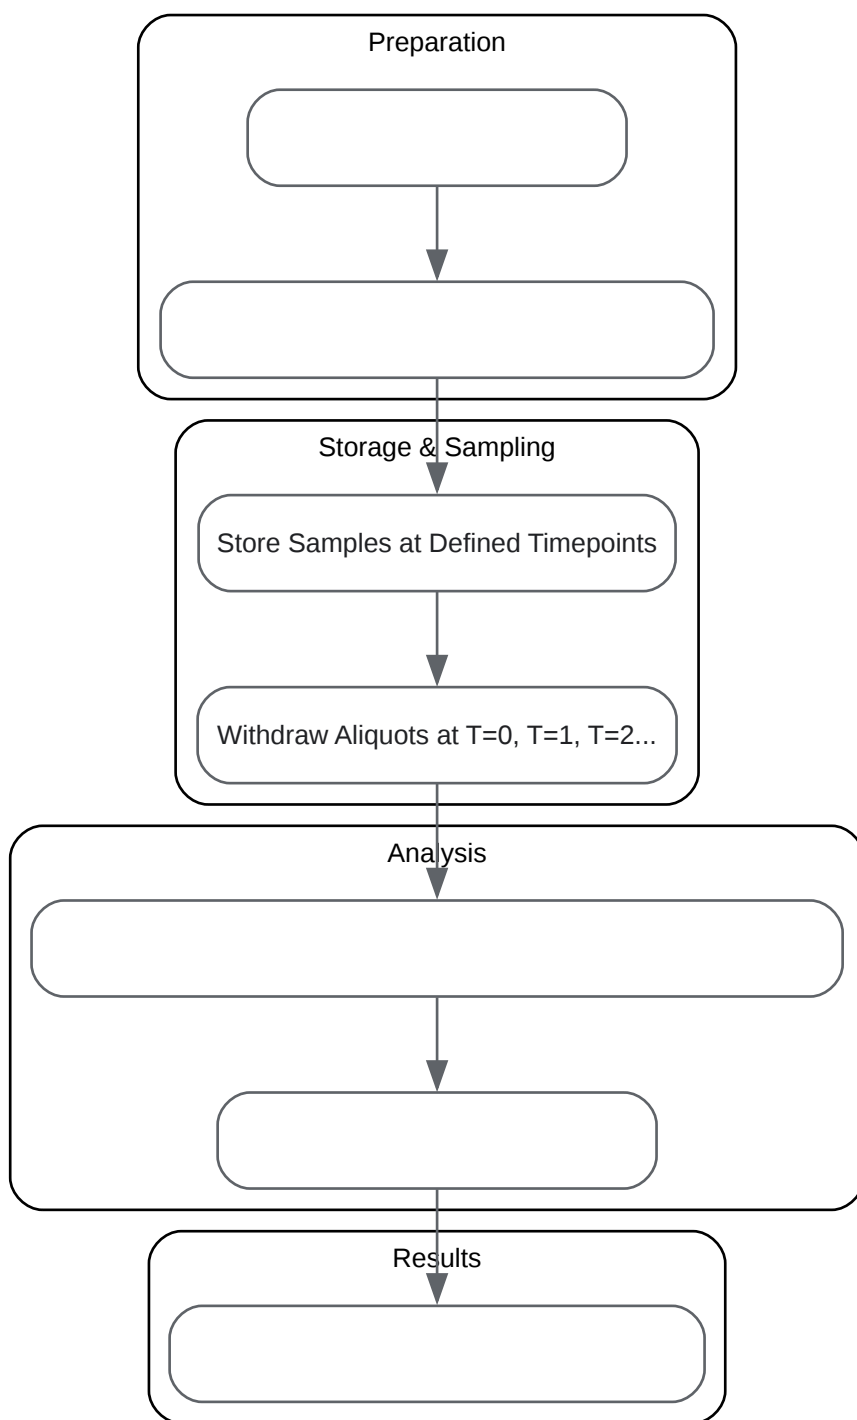 Preparation
Storage & Sampling
Store Samples at Defined Timepoints
Withdraw Aliquots at T=0, T=1, T=2...
Analysis
Results